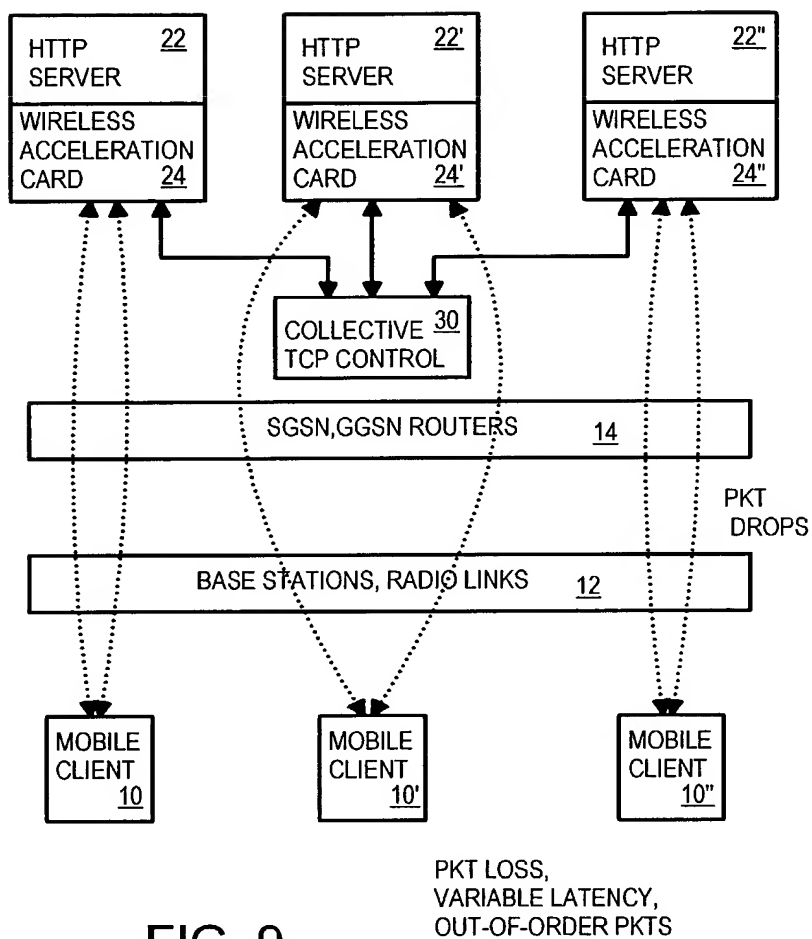 HTTP 22
SERVER
WIRELESS
ACCELERATION
CARD 24
HTTP 22'
SERVER
WIRELESS
ACCELERATION
CARD 24'
HTTP 22"
SERVER
WIRELESS
ACCELERATION
CARD 24"
COLLECTIVE 30
TCP CONTROL
SGSN,GGSN ROUTERS 14
PKT
DROPS
BASE STATIONS, RADIO LINKS 12
MOBILE
CLIENT
10
MOBILE
CLIENT
10'
MOBILE
CLIENT
10"
PKT LOSS,
VARIABLE LATENCY,
OUT-OF-ORDER PKTS